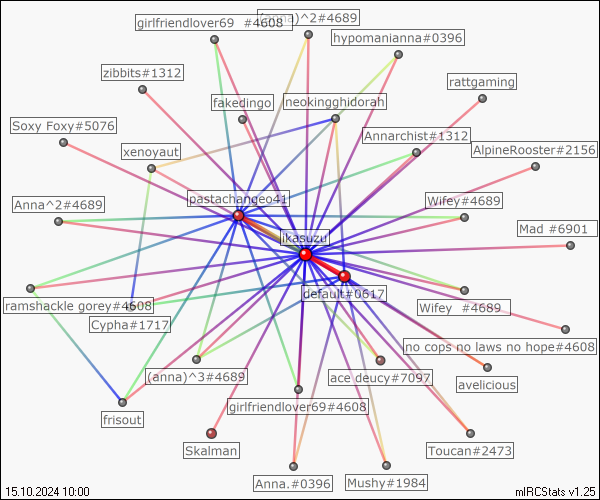 girlfriendlover69 #4608
(anna)^2#4689
hypomanianna#0396
zibbits#1312
rattgaming
fakedingo
neokingghidorah
Soxy Foxy#5076
Annarchist#1312
xenoyaut
AlpineRooster#2156
pastachangeo41
Anna^2#4689
Wifey#4689
Mad #6901
ikasuzu
default#0617
ramshackle gorey#4608
Wifey #4689
Cypha#1717
no cops no laws no hope#4608
(anna)^3#4689
ace deucy#7097
avelicious
girlfriendlover69#4608
frisout
Skalman
Toucan#2473
Anna.#0396
Mushy#1984
15.10.2024 10:00
mIRCStats v1.25